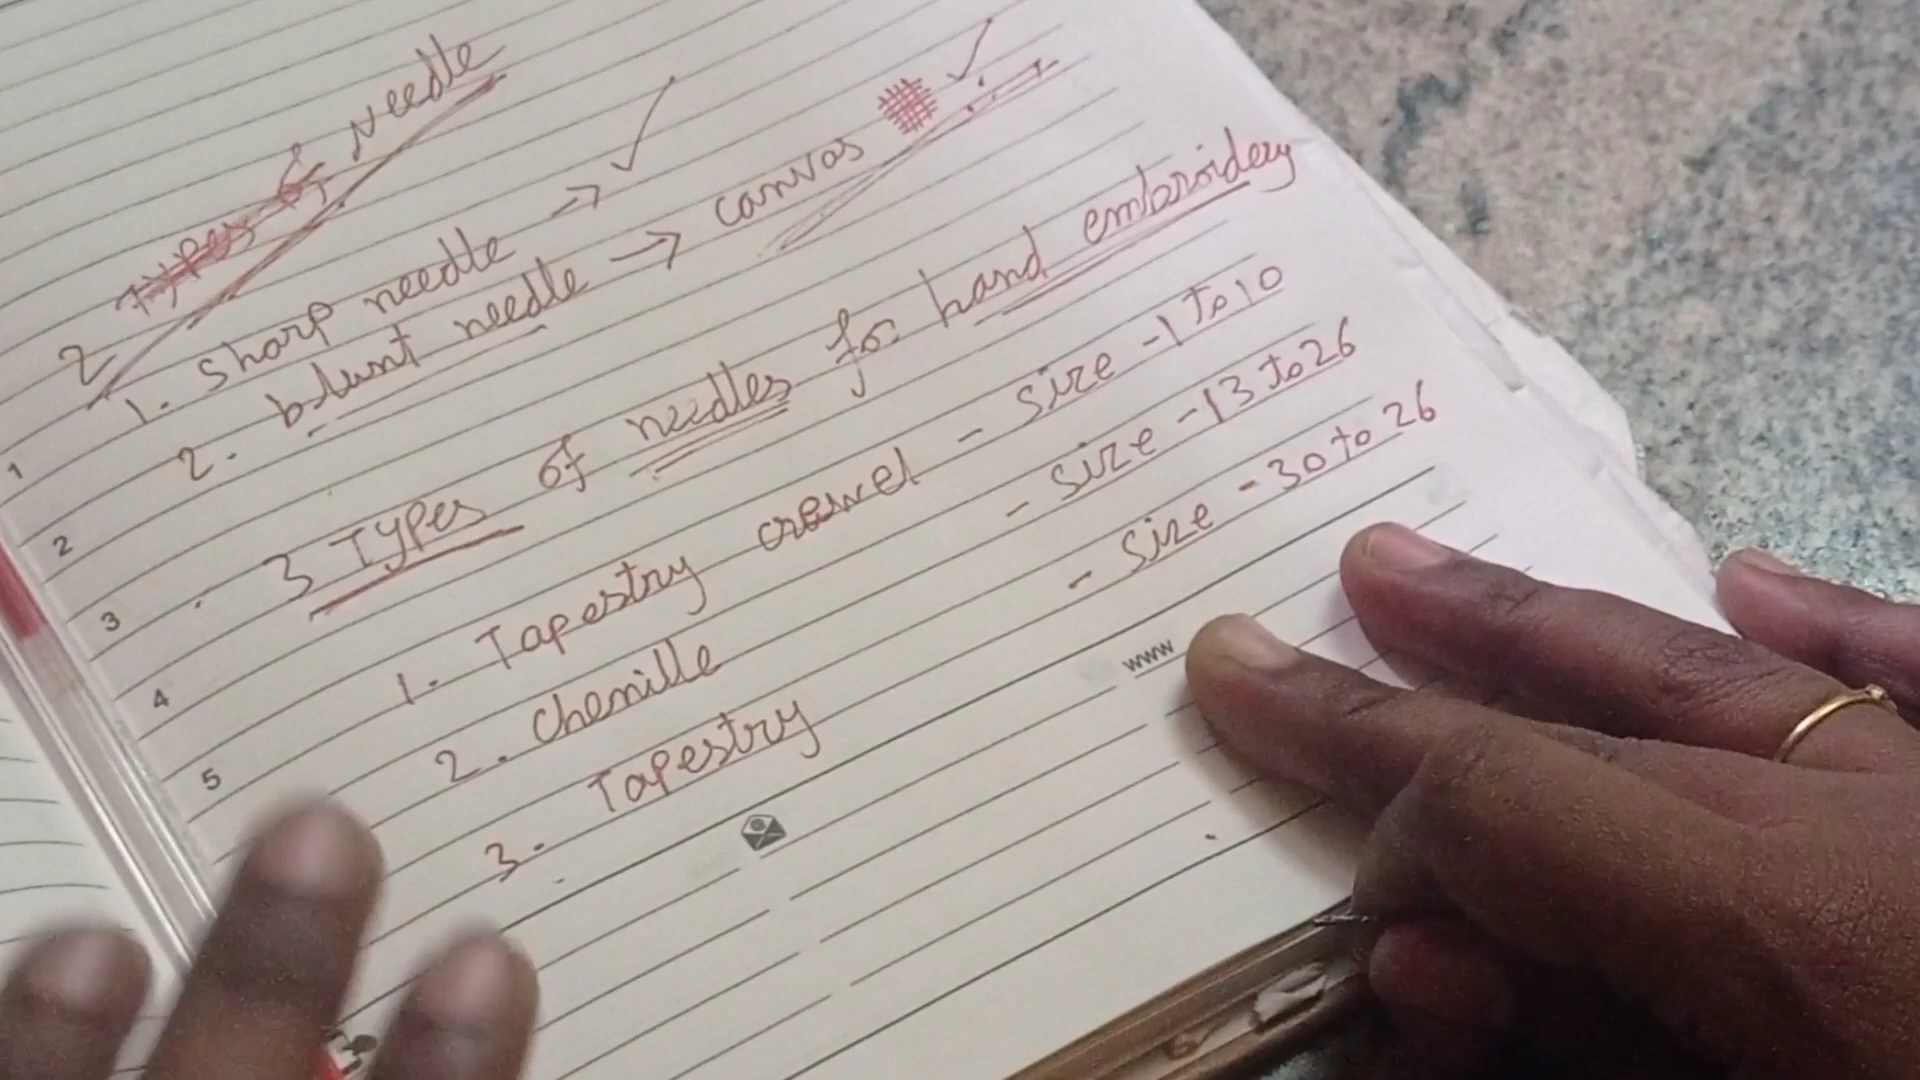 2 Types of Needle
1. Sharp needle → ✓
2. blunt needle → canvas ✓
3 Types of needles for hand embroidery
1. Tapestry crewel - size - 1 to 10
2. Chenille - size - 13 to 26
3. Tapestry - size - 30 to 26
www
1
2
3
4
5